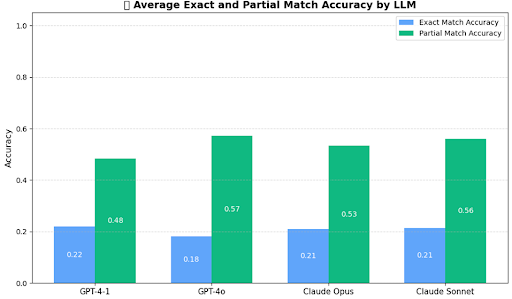 ▯ Average Exact and Partial Match Accuracy by LLM
Exact Match Accuracy
Partial Match Accuracy
Accuracy
1.0
0.8
0.6
0.4
0.2
0.0
0.22
0.48
0.18
0.57
0.21
0.53
0.21
0.56
GPT-4-1
GPT-4o
Claude Opus
Claude Sonnet